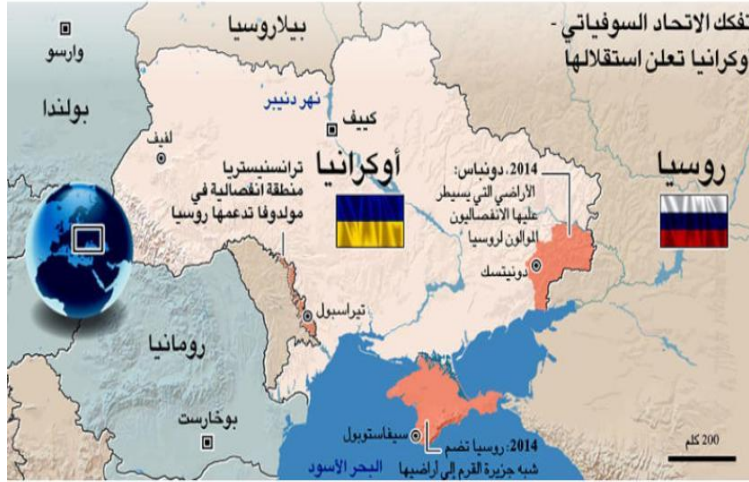 تفكك الاتحاد السوفياتي -
أوكرانيا تعلن استقلالها
بيلاروسيا
وارسو
بولندا
نهر دنيبر
كييف
لفيف
أوكرانيا
روسيا
2014، دونباس:
الأراضي التي يسيطر
عليها الانفصاليون
الموالون لروسيا
دونيتسك
ترانسنيستريا
منطقة انفصالية في
مولدوفا تدعمها روسيا
تيراسبول
رومانيا
بوخارست
سيفاستوبول
2014: روسيا تضم
شبه جزيرة القرم إلى أراضيها
البحر الأسود
200 كلم